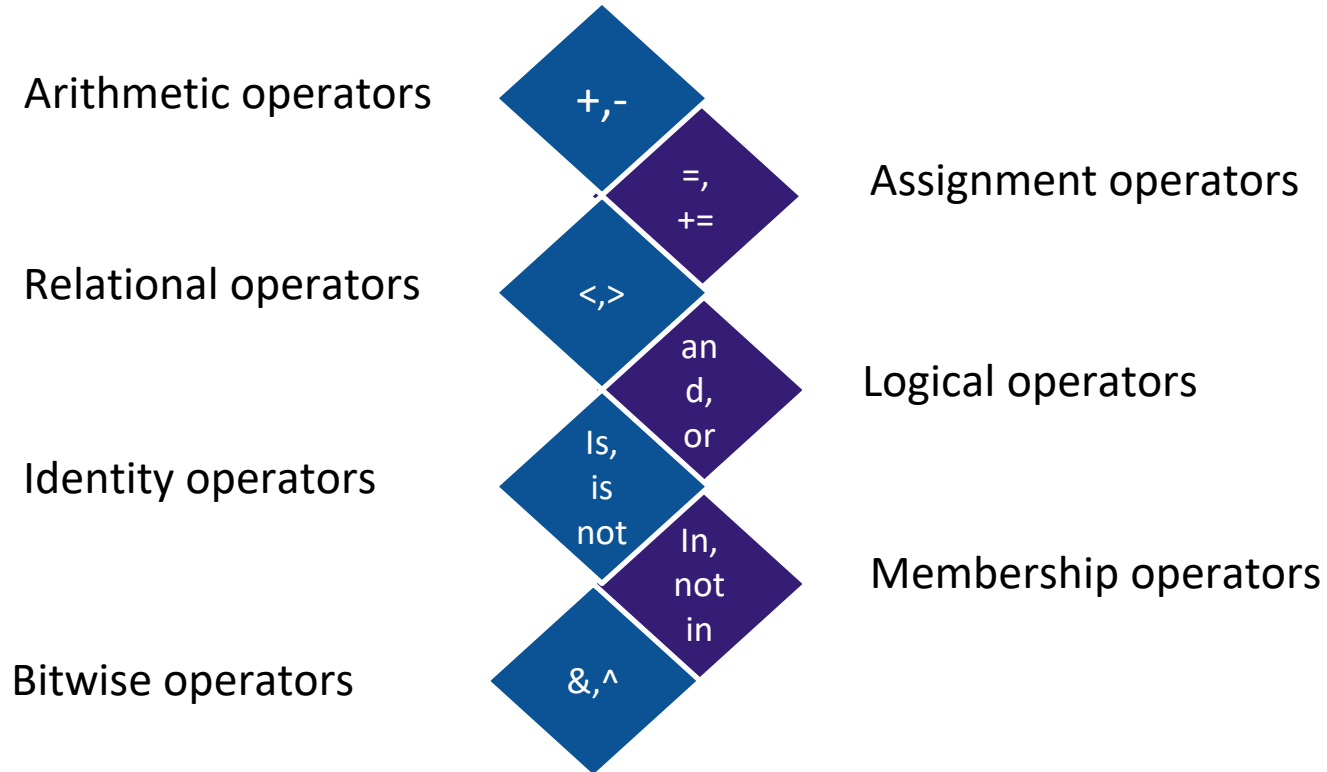 Arithmetic operators
+,-
=,
+=
Assignment operators
Relational operators
<,>
an
d,
or
Logical operators
Identity operators
Is,
is
not
In,
not
in
Membership operators
Bitwise operators
&,^